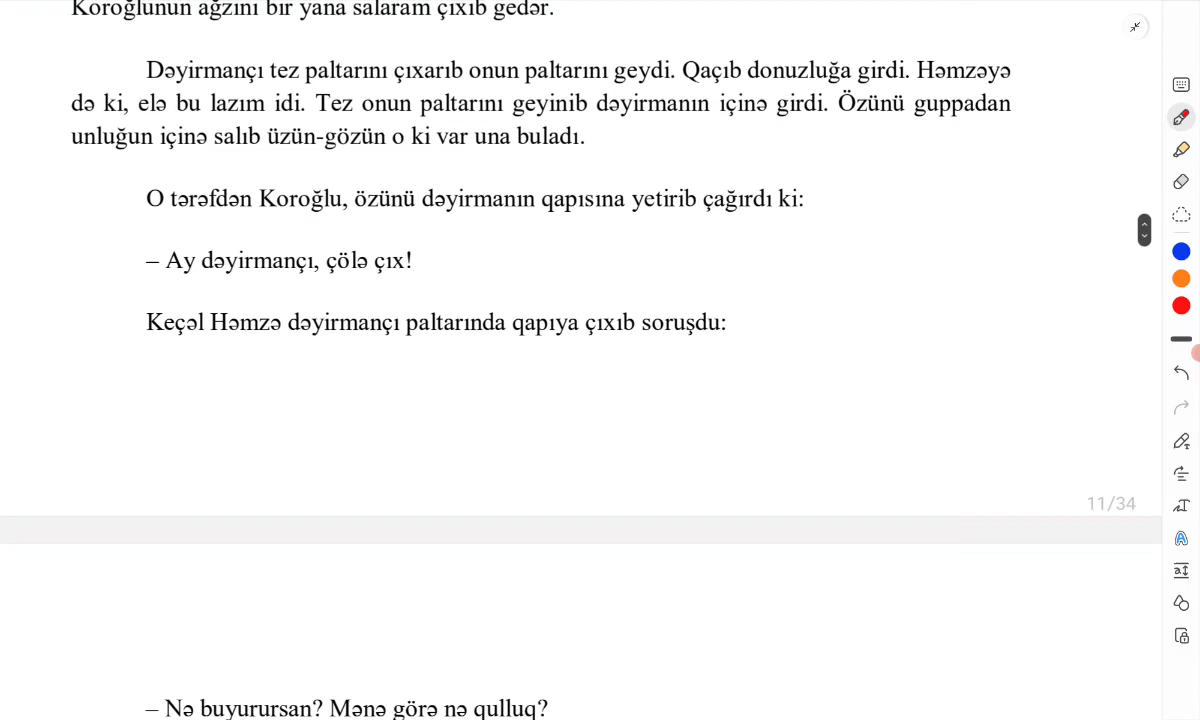 Koroğlunun ağzını bir yana salaram çıxıb gedər.
Dəyirmançı tez paltarını çıxarıb onun paltarını geydi. Qaçıb donuzluğa girdi. Həmzəyə
də ki, elə bu lazım idi. Tez onun paltarını geyinib dəyirmanın içinə girdi. Özünü guppadan
unluğun içinə salıb üzün-gözün o ki var una buladı.
O tərəfdən Koroğlu, özünü dəyirmanın qapısına yetirib çağırdı ki:
– Ay dəyirmançı, çölə çıx!
Keçəl Həmzə dəyirmançı paltarında qapıya çıxıb soruşdu:
11/34
– Nə buyurursan? Mənə görə nə qulluq?